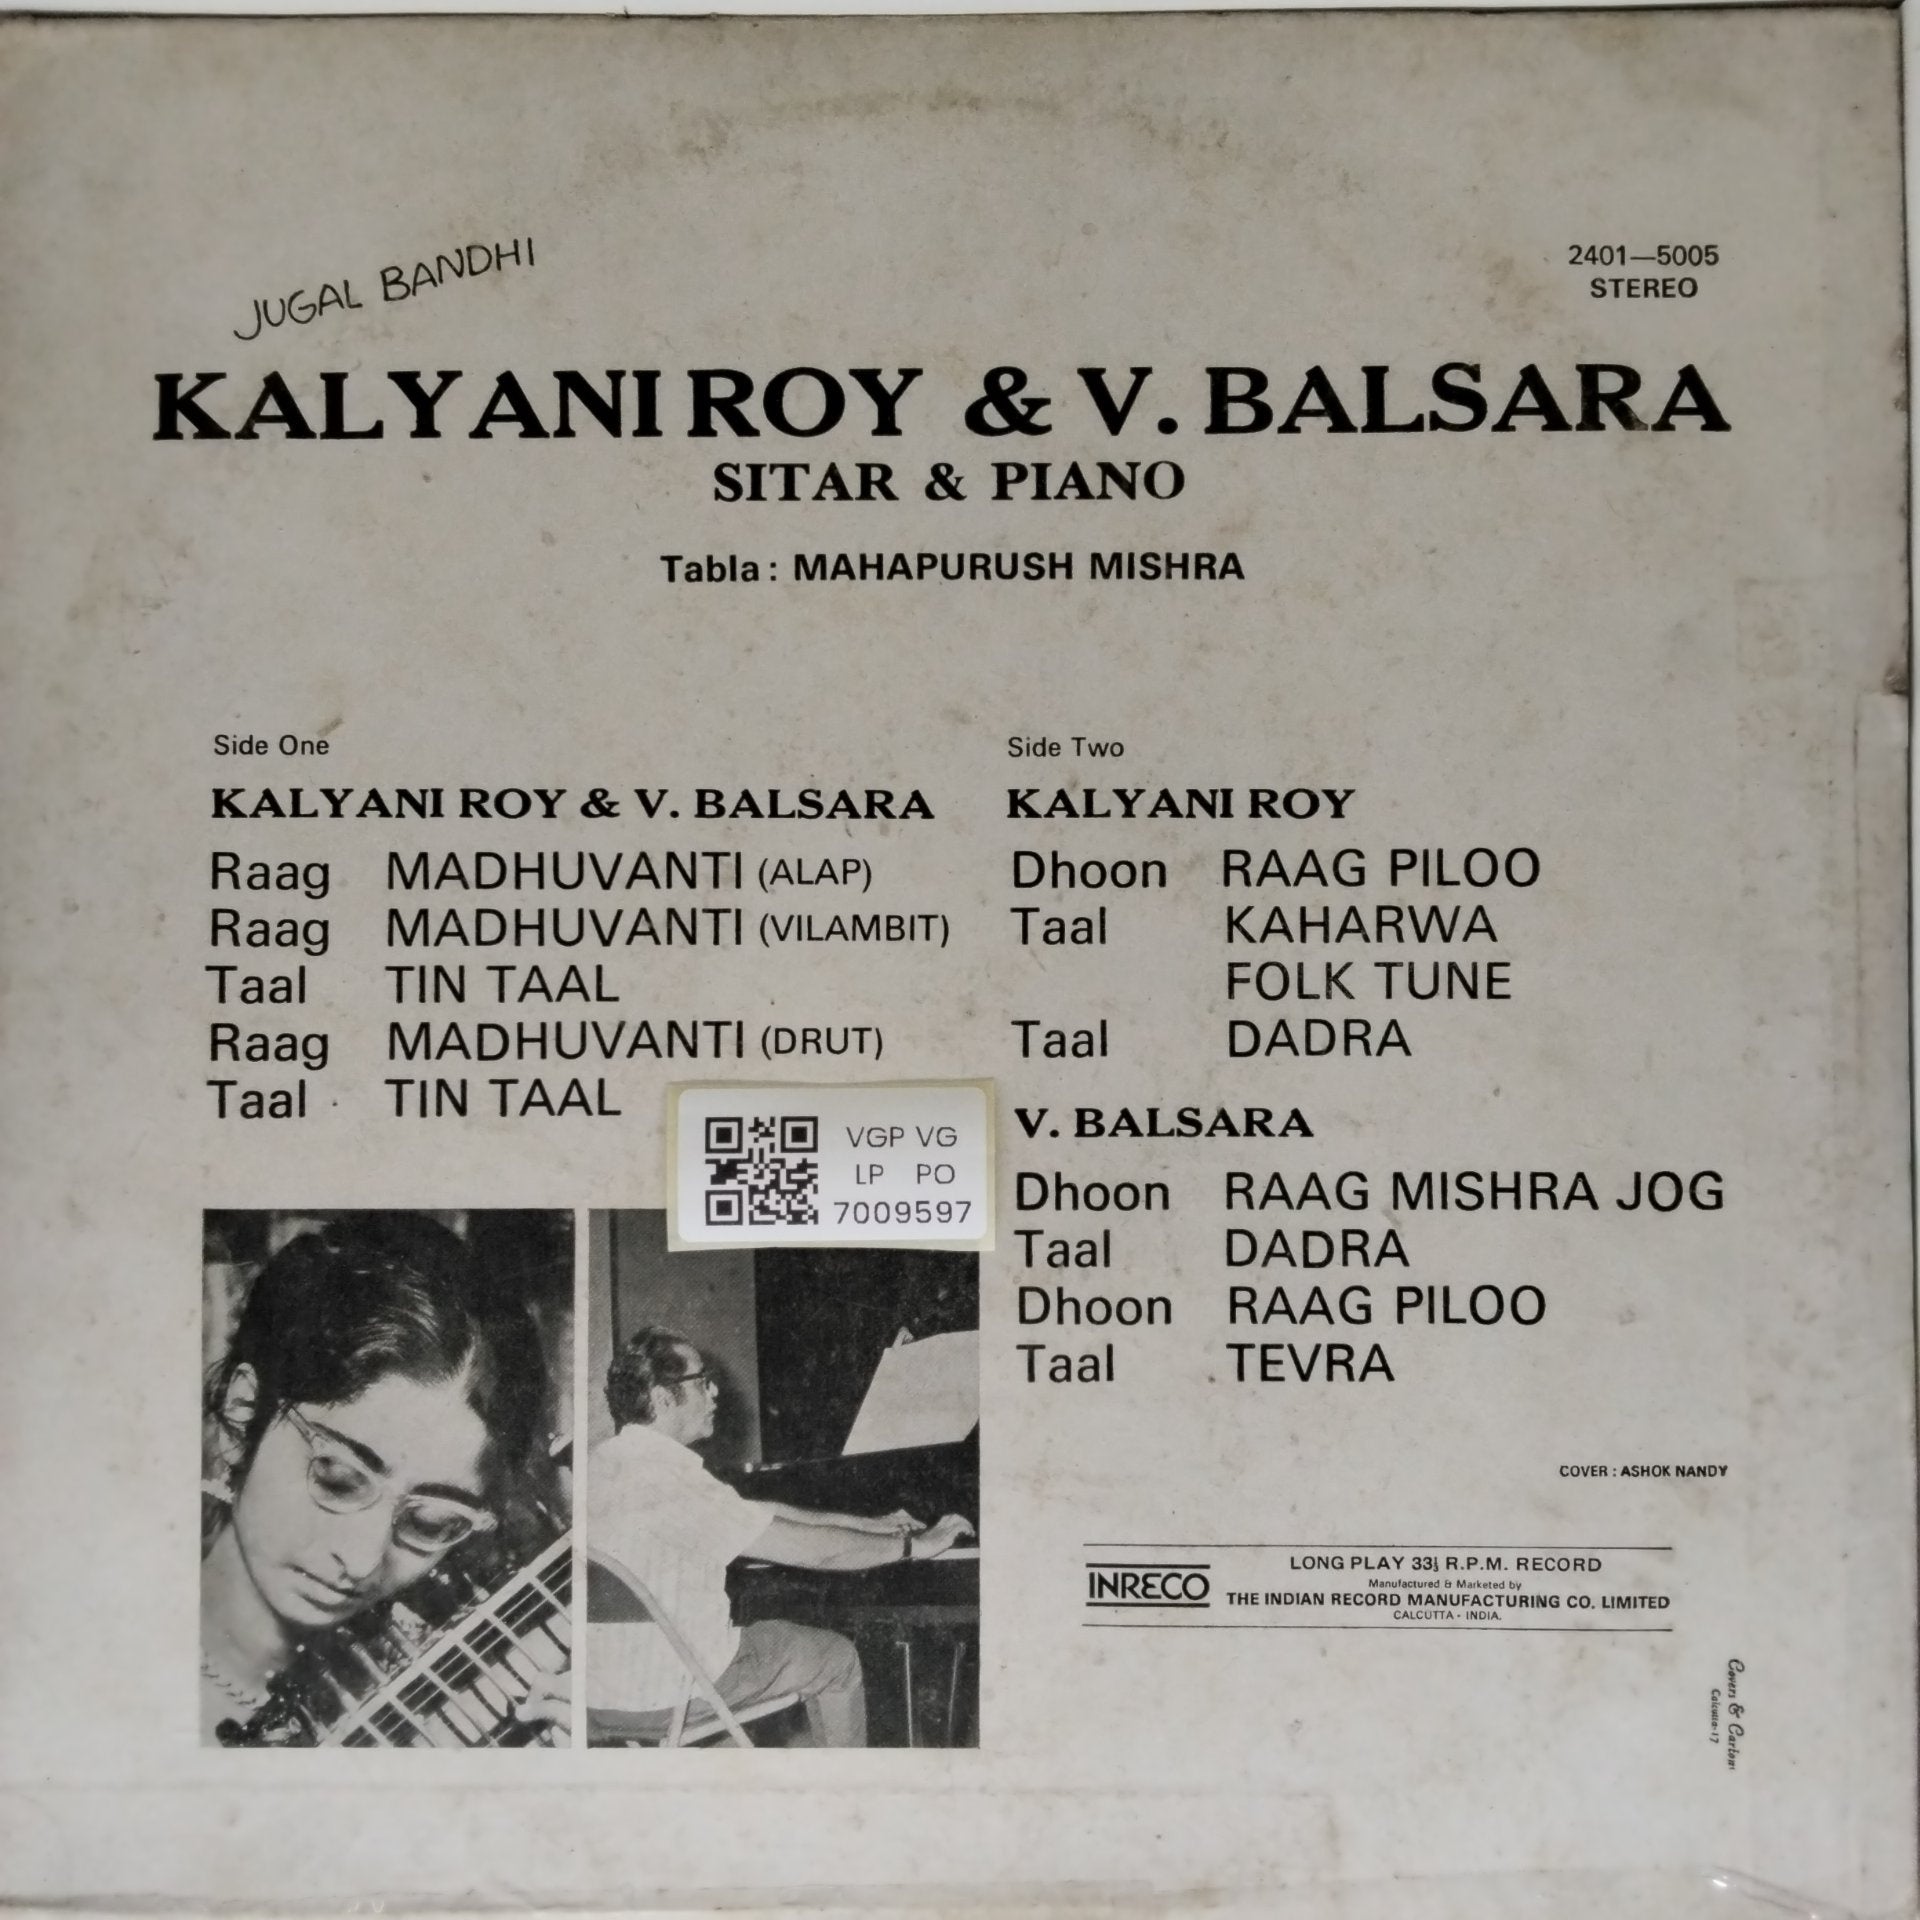 JUGAL BANDHI
2401—5005
STEREO
KALYANI ROY & V. BALSARA
SITAR & PIANO
Tabla : MAHAPURUSH MISHRA
Side One
KALYANI ROY & V. BALSARA
Raag MADHUVANTI (ALAP)
Raag MADHUVANTI (VILAMBIT)
Taal TIN TAAL
Raag MADHUVANTI (DRUT)
Taal TIN TAAL
VGP VG
LP PO
7009597
Side Two
KALYANI ROY
Dhoon RAAG PILOO
Taal KAHARWA
FOLK TUNE
Taal DADRA
V. BALSARA
Dhoon RAAG MISHRA JOG
Taal DADRA
Dhoon RAAG PILOO
Taal TEVRA
COVER : ASHOK NANDY
INRECO
LONG PLAY 33⅓ R.P.M. RECORD
Manufactured & Marketed by
THE INDIAN RECORD MANUFACTURING CO. LIMITED
CALCUTTA - INDIA.
Covers & Cartons
Calcutta-17